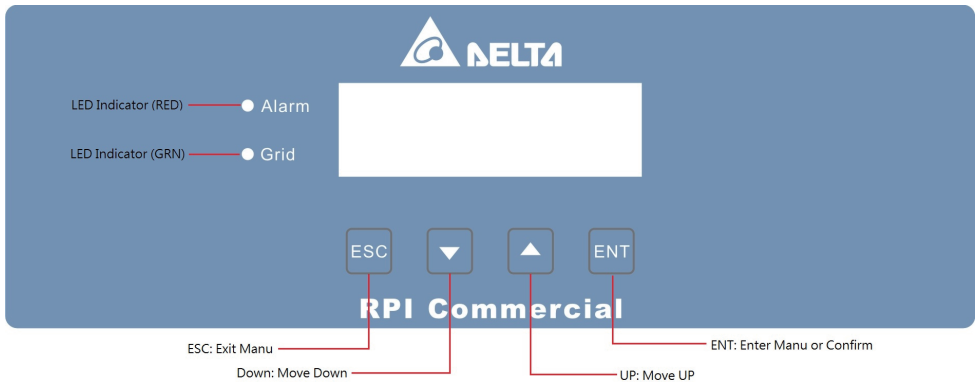 DELTA
LED Indicator (RED) Alarm
LED Indicator (GRN) Grid
ESC ENT
RPI Commercial
ESC: Exit Manu
ENT: Enter Manu or Confirm
Down: Move Down
UP: Move UP